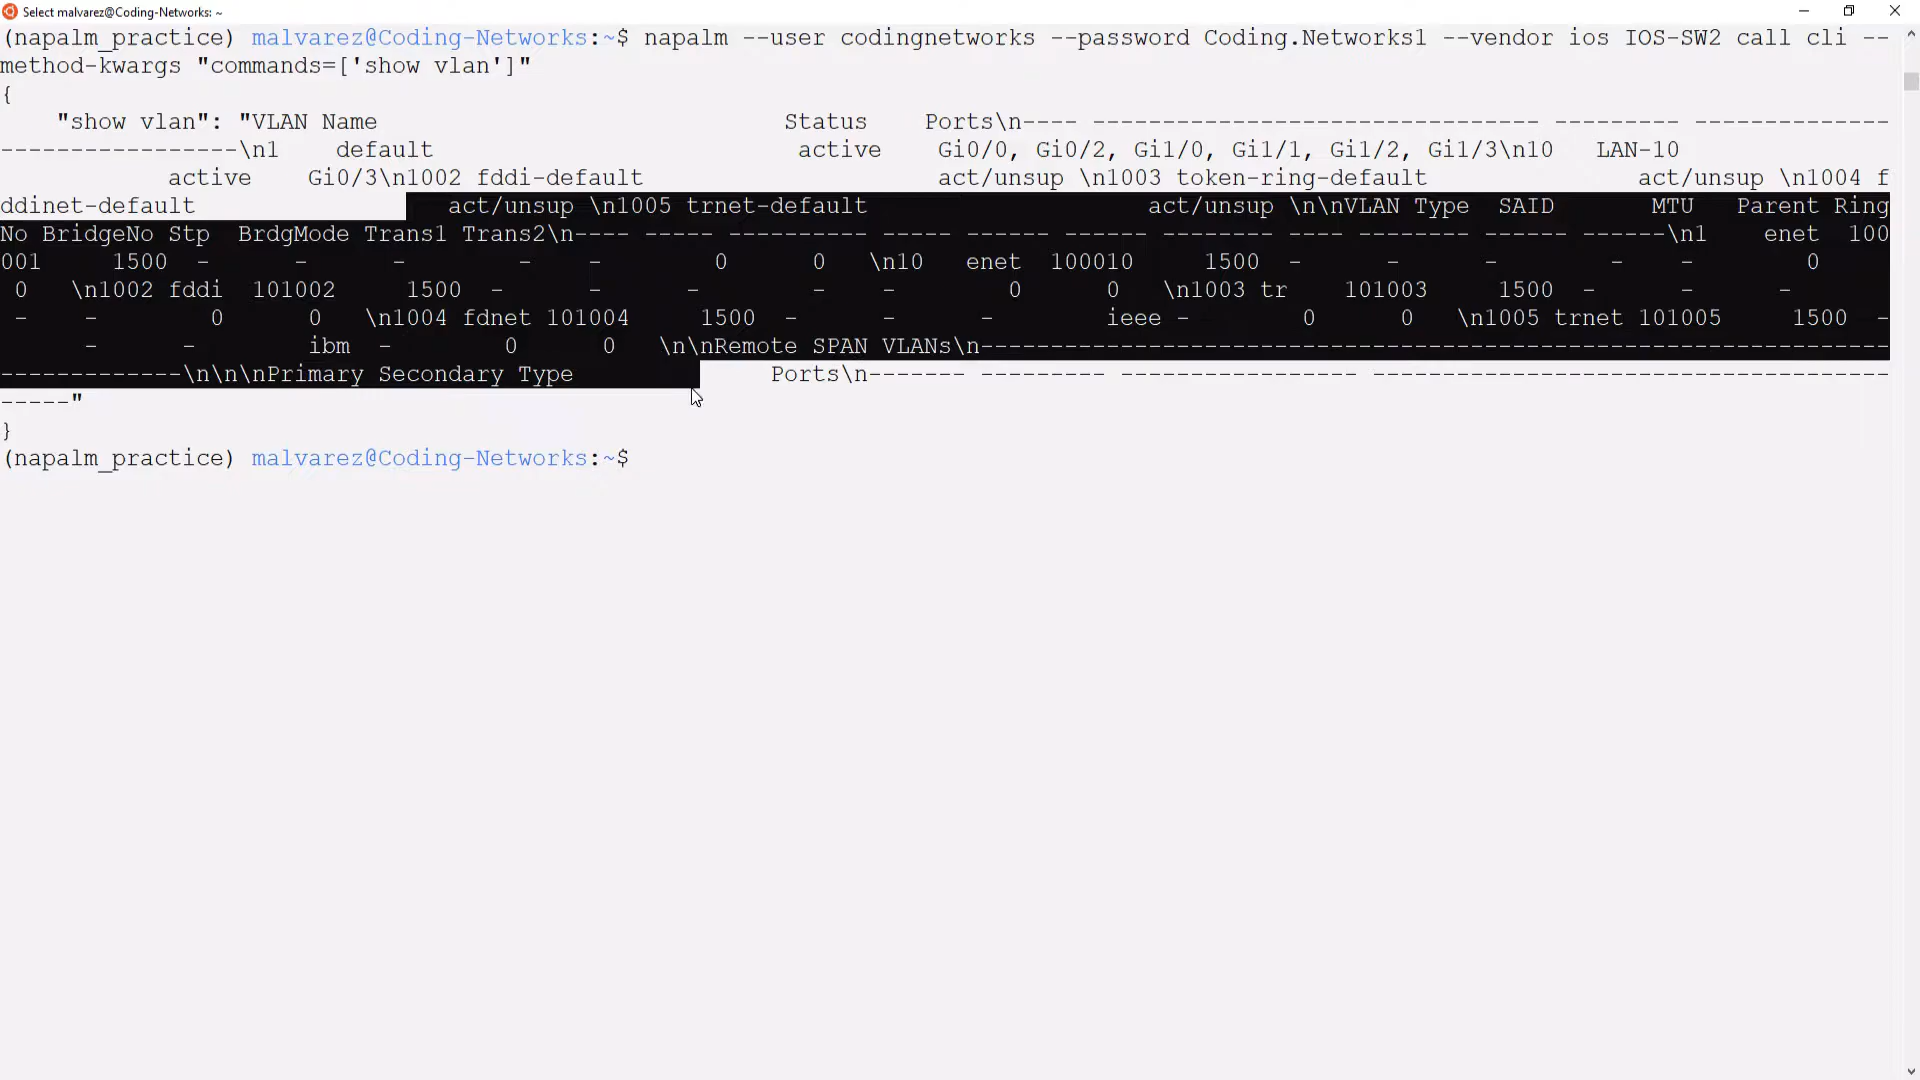 Select malvarez@Coding-Networks: ~
(napalm_practice) malvarez@Coding-Networks:~$ napalm --user codingnetworks --password Coding.Networks1 --vendor ios IOS-SW2 call cli --
method-kwargs "commands=['show vlan']"
{
    "show vlan": "VLAN Name                             Status    Ports\n---- -------------------------------- --------- --------------
-----------------\n1    default                          active    Gi0/0, Gi0/2, Gi1/0, Gi1/1, Gi1/2, Gi1/3\n10   LAN-10
            active    Gi0/3\n1002 fddi-default                     act/unsup \n1003 token-ring-default               act/unsup \n1004 f
ddinet-default                  act/unsup \n1005 trnet-default                    act/unsup \n\nVLAN Type  SAID       MTU   Parent Ring
No BridgeNo Stp  BrdgMode Trans1 Trans2\n---- ----- ---------- ----- ------ ------ -------- ---- -------- ------ ------\n1    enet  100
001     1500  -      -      -        -    -        0      0   \n10   enet  100010     1500  -      -      -        -    -        0
 0   \n1002 fddi  101002     1500  -      -      -        -    -        0      0   \n1003 tr    101003     1500  -      -      -
 -    -        0      0   \n1004 fdnet 101004     1500  -      -      -        ieee -        0      0   \n1005 trnet 101005     1500  -
      -      -        ibm  -        0      0   \n\nRemote SPAN VLANs\n-----------------------------------------------------------------
-------------\n\n\nPrimary Secondary Type              Ports\n------- --------- ----------------- -------------------------------------
-----"
}
(napalm_practice) malvarez@Coding-Networks:~$